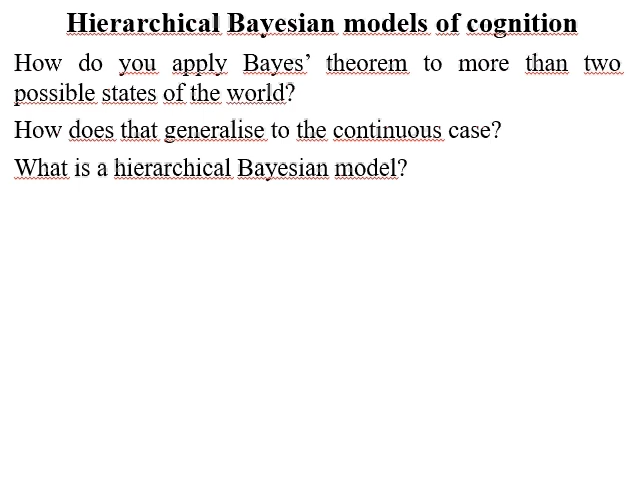 Hierarchical Bayesian models of cognition
How do you apply Bayes’ theorem to more than two
possible states of the world?
How does that generalise to the continuous case?
What is a hierarchical Bayesian model?